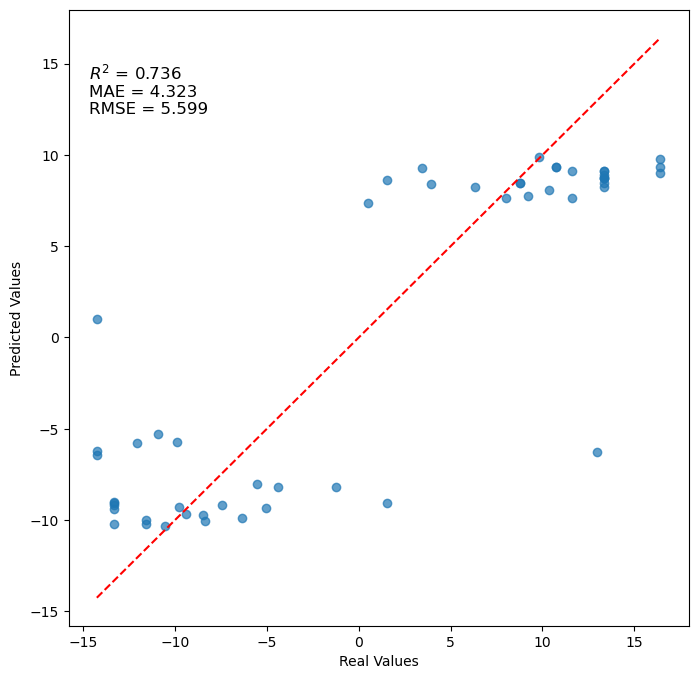 R² = 0.736
MAE = 4.323
RMSE = 5.599
15
10
5
0
−5
−10
−15
Predicted Values
−15
−10
−5
0
5
10
15
Real Values